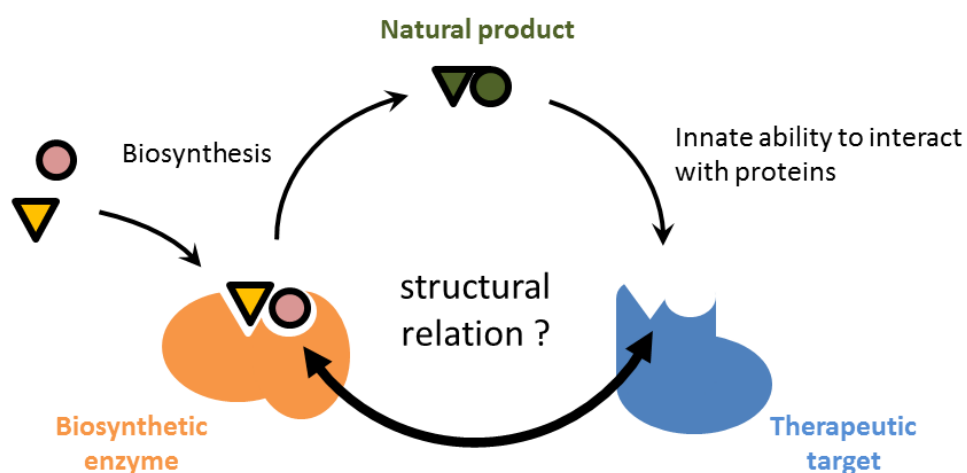 Natural product
Biosynthesis
Innate ability to interact
with proteins
structural
relation ?
Biosynthetic
enzyme
Therapeutic
target